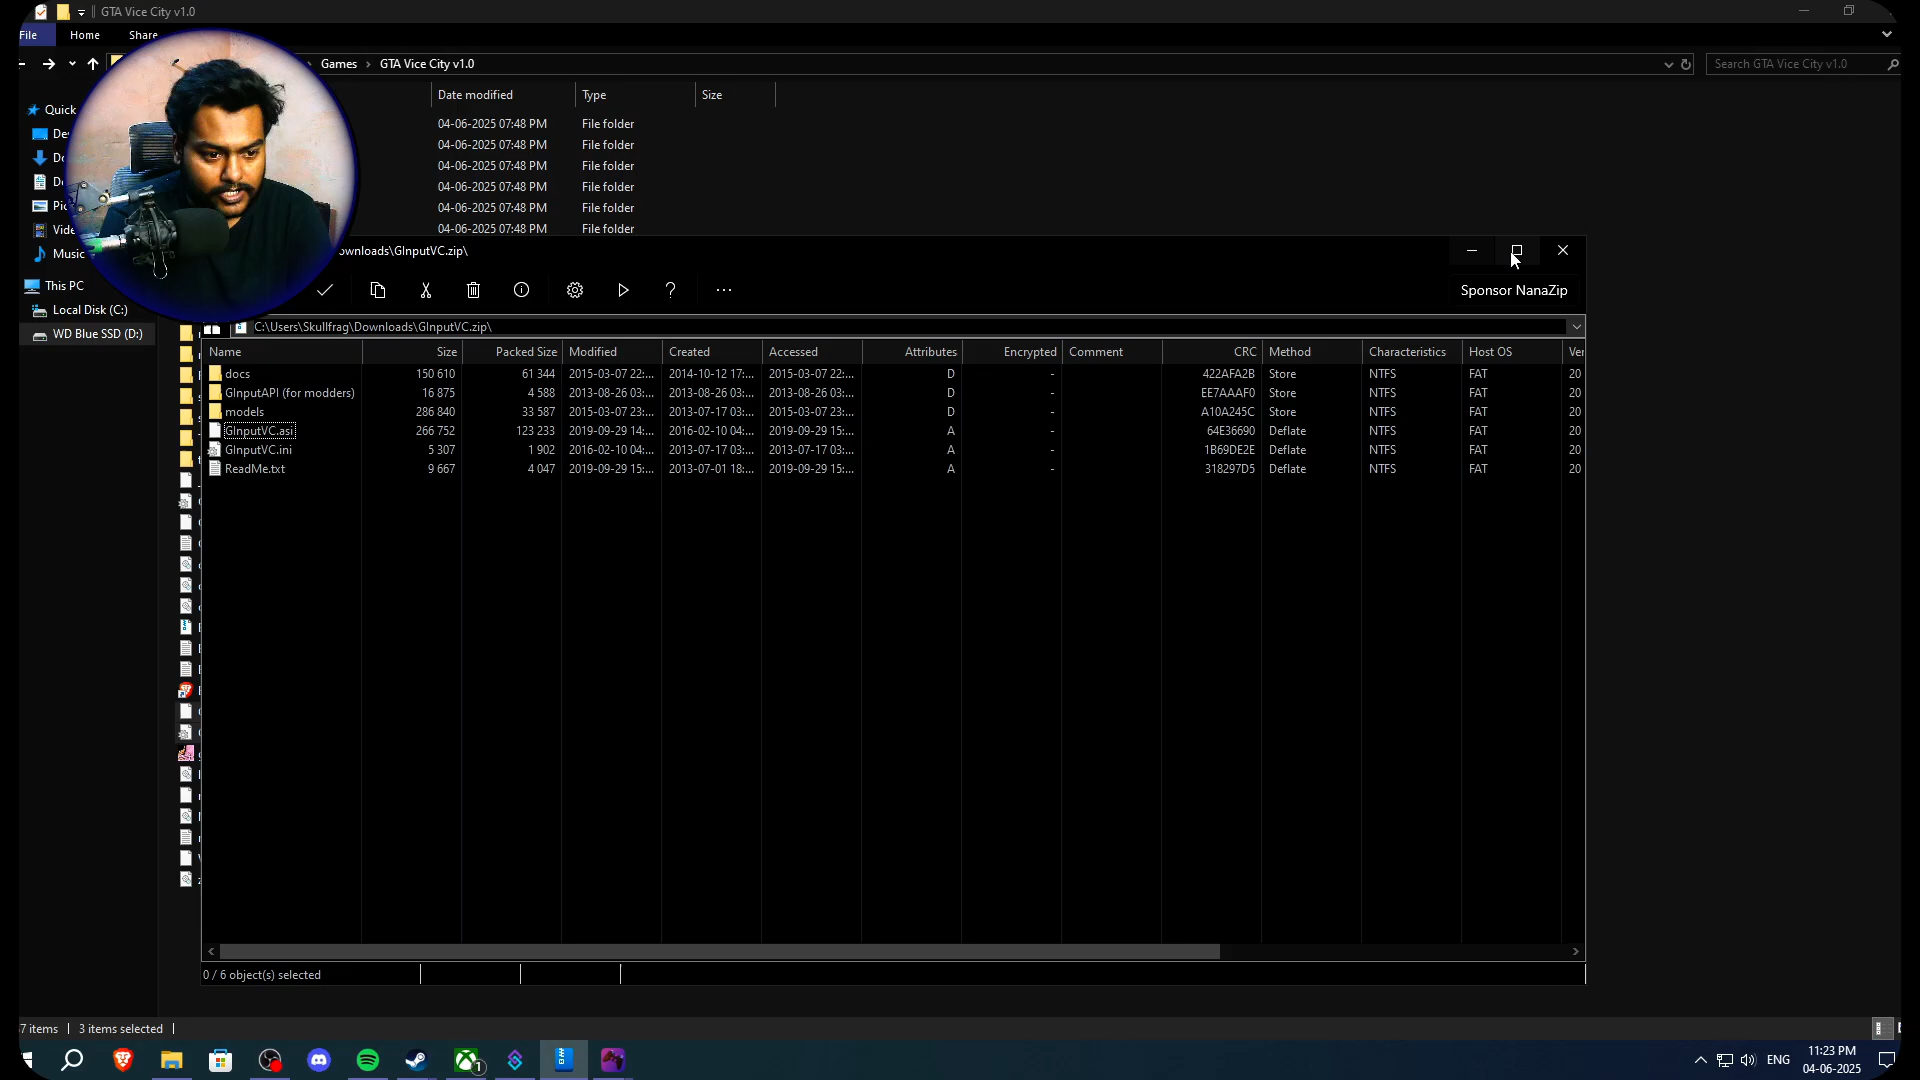 GTA Vice City v1.0
File Home Share
Games > GTA Vice City v1.0
Search GTA Vice City v1.0
Date modified Type Size
Quick
04-06-2025 07:48 PM File folder
04-06-2025 07:48 PM File folder
04-06-2025 07:48 PM File folder
04-06-2025 07:48 PM File folder
04-06-2025 07:48 PM File folder
04-06-2025 07:48 PM File folder
Music
This PC
Local Disk (C:)
WD Blue SSD (D:)
ownloads\GInputVC.zip\
Sponsor NanaZip
C:\Users\Skullfrag\Downloads\GInputVC.zip\
Name Size Packed Size Modified Created Accessed Attributes Encrypted Comment CRC Method Characteristics Host OS Ver
docs 150 610 61 344 2015-03-07 22:... 2014-10-12 17:... 2015-03-07 22:... D - 422AFA2B Store NTFS FAT 20
GInputAPI (for modders) 16 875 4 588 2013-08-26 03:... 2013-08-26 03:... 2013-08-26 03:... D - EE7AAAF0 Store NTFS FAT 20
models 286 840 33 587 2015-03-07 23:... 2013-07-17 03:... 2015-03-07 23:... D - A10A245C Store NTFS FAT 20
GInputVC.asi 266 752 123 233 2019-09-29 14:... 2016-02-10 04:... 2019-09-29 15:... A - 64E36690 Deflate NTFS FAT 20
GInputVC.ini 5 307 1 902 2016-02-10 04:... 2013-07-17 03:... 2013-07-17 03:... A - 1B69DE2E Deflate NTFS FAT 20
ReadMe.txt 9 667 4 047 2019-09-29 15:... 2013-07-01 18:... 2019-09-29 15:... A - 318297D5 Deflate NTFS FAT 20
0 / 6 object(s) selected
7 items 3 items selected
ENG
11:23 PM
04-06-2025